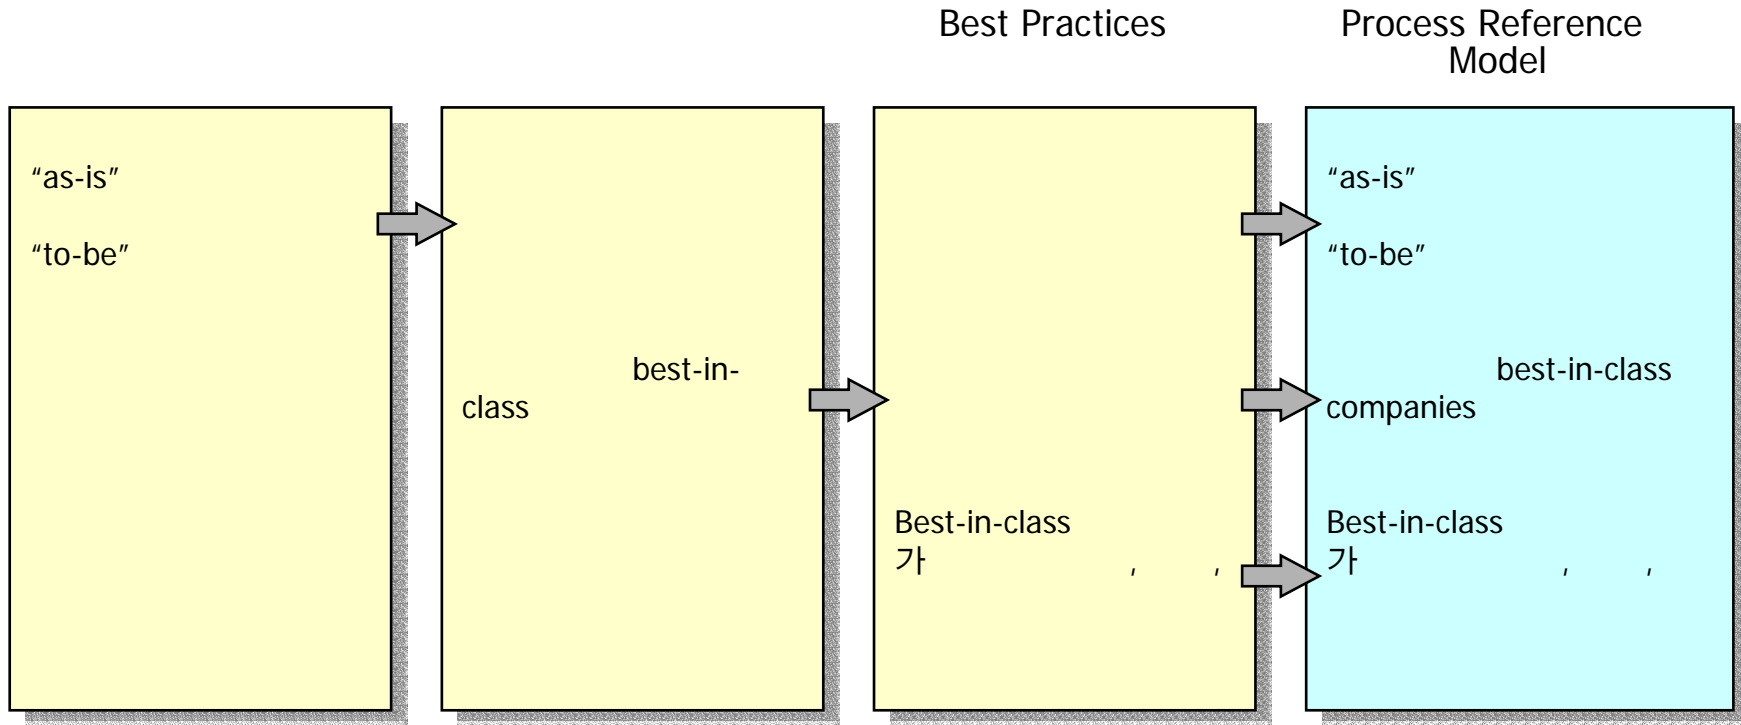 Best Practices
Process Reference
Model
“as-is”
“to-be”
best-in-
class
Best-in-class
가 , ,
“as-is”
“to-be”
best-in-class
companies
Best-in-class
가 , ,